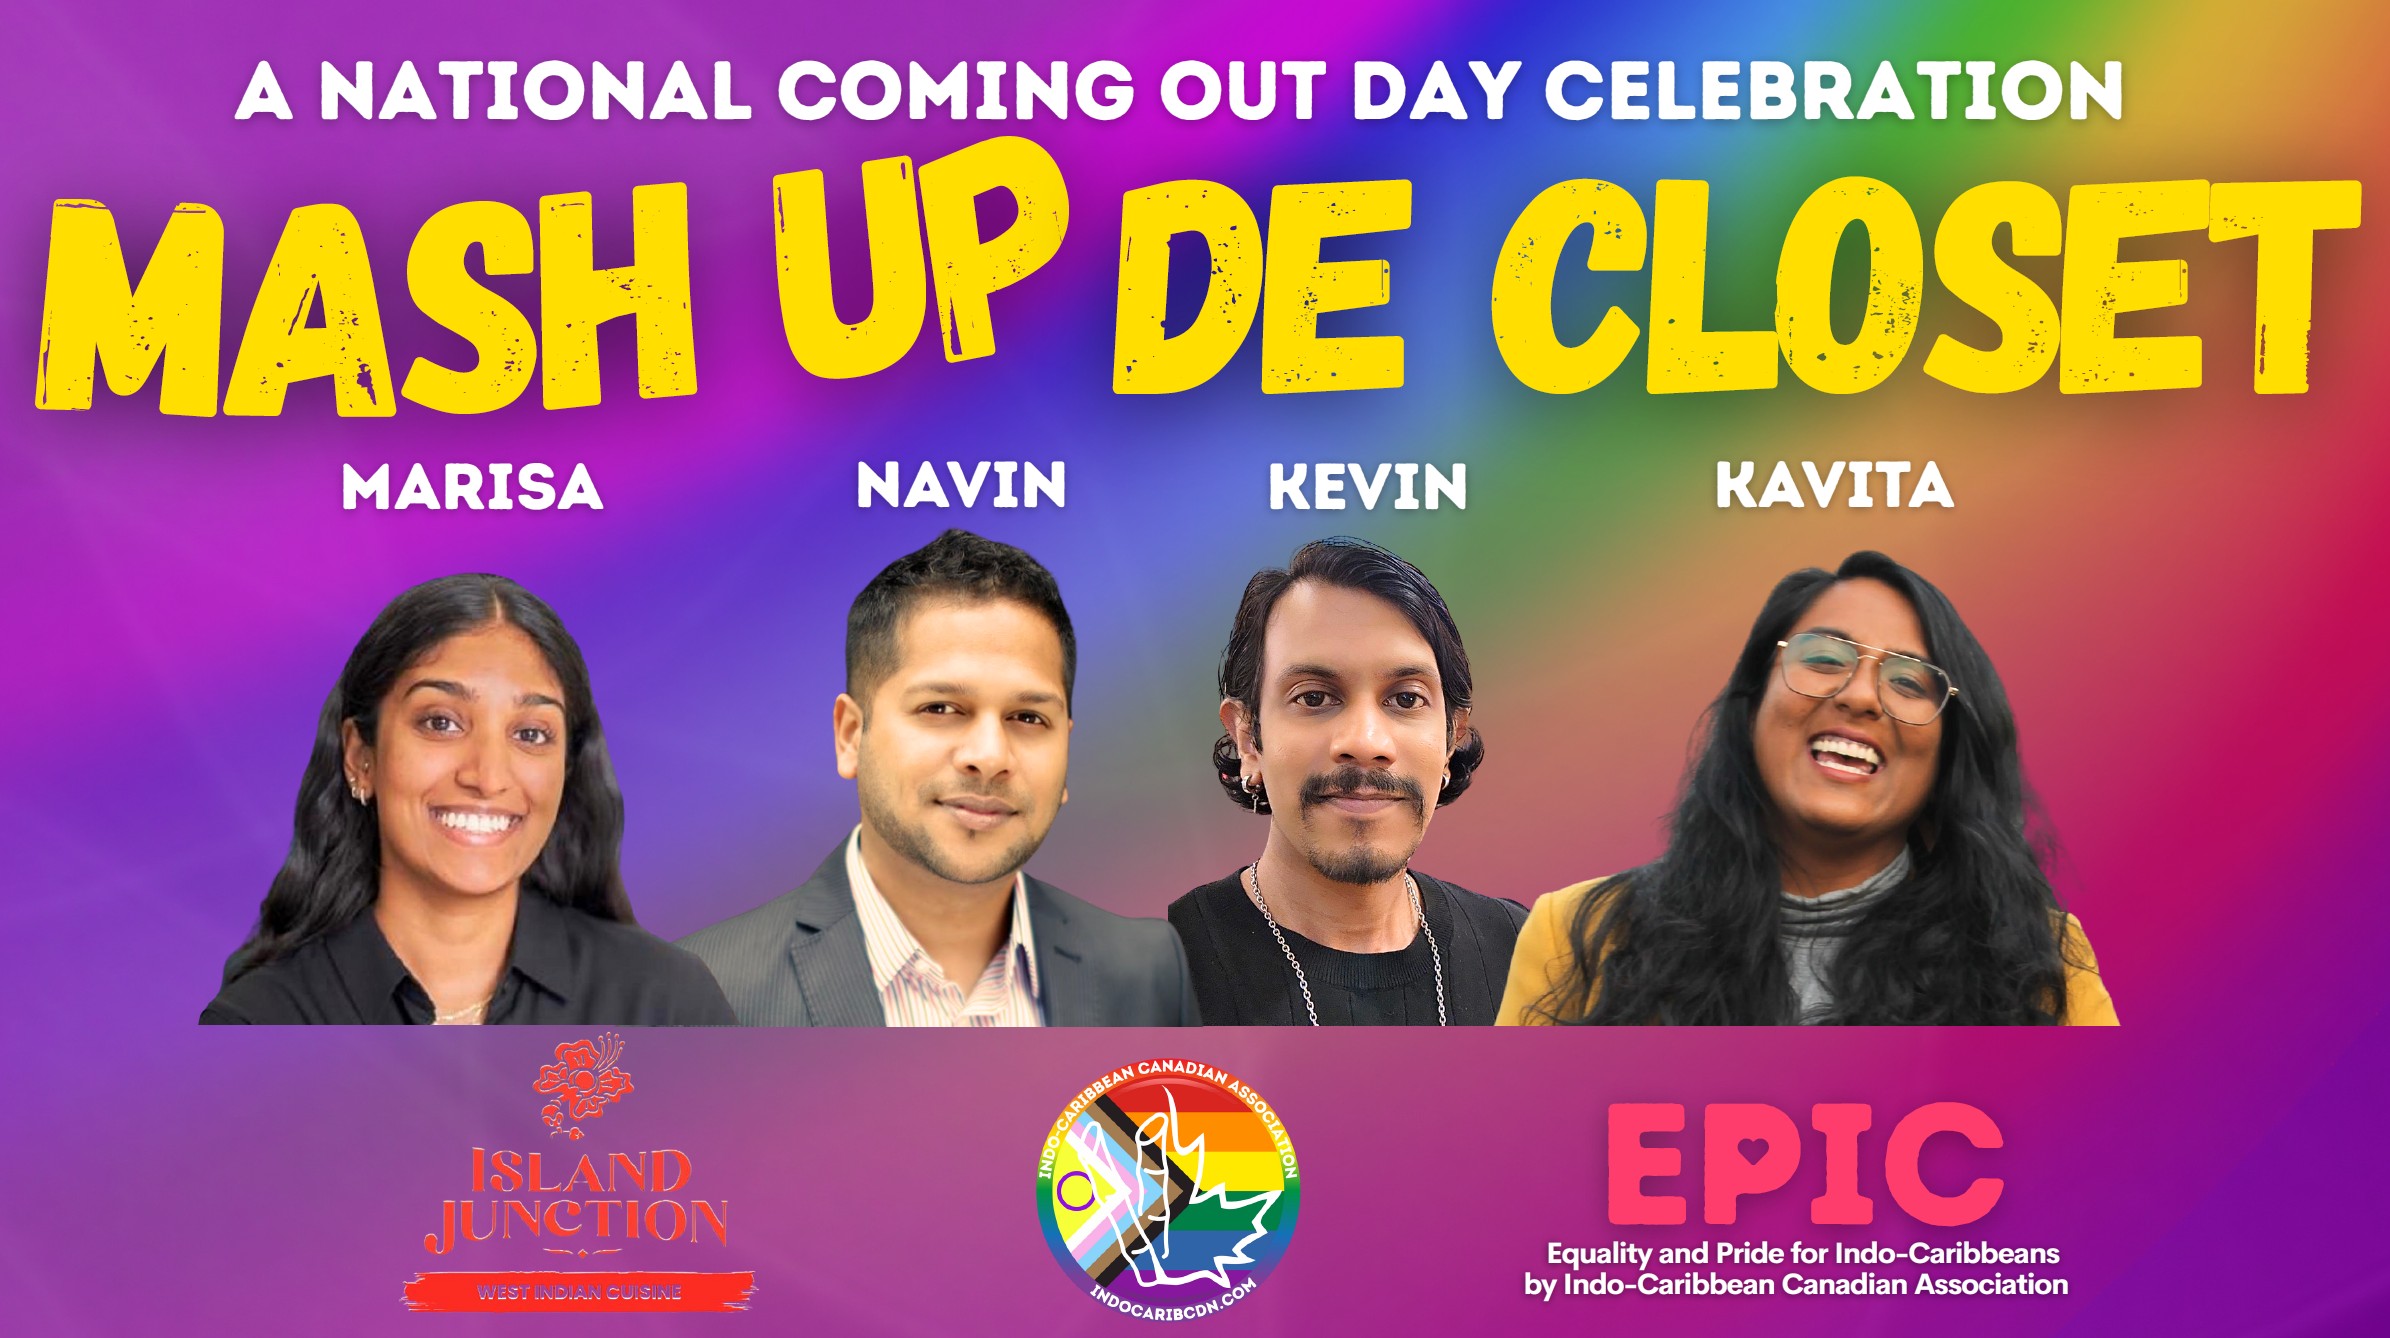 A NATIONAL COMING OUT DAY CELEBRATION
MASH UP DE CLOSET
MARISA NAVIN KEVIN KAVITA
ISLAND
JUNCTION
WEST INDIAN CUISINE
INDO-CARIBBEAN CANADIAN ASSOCIATION
INDOCARIBCDN.COM
EPIC
Equality and Pride for Indo-Caribbeans
by Indo-Caribbean Canadian Association